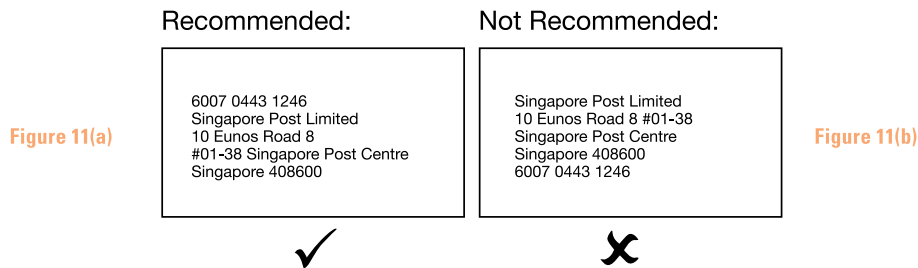 Recommended:
6007 0443 1246
Singapore Post Limited
10 Eunos Road 8
#01-38 Singapore Post Centre
Singapore 408600
Figure 11(a)
Not Recommended:
Singapore Post Limited
10 Eunos Road 8 #01-38
Singapore Post Centre
Singapore 408600
6007 0443 1246
Figure 11(b)